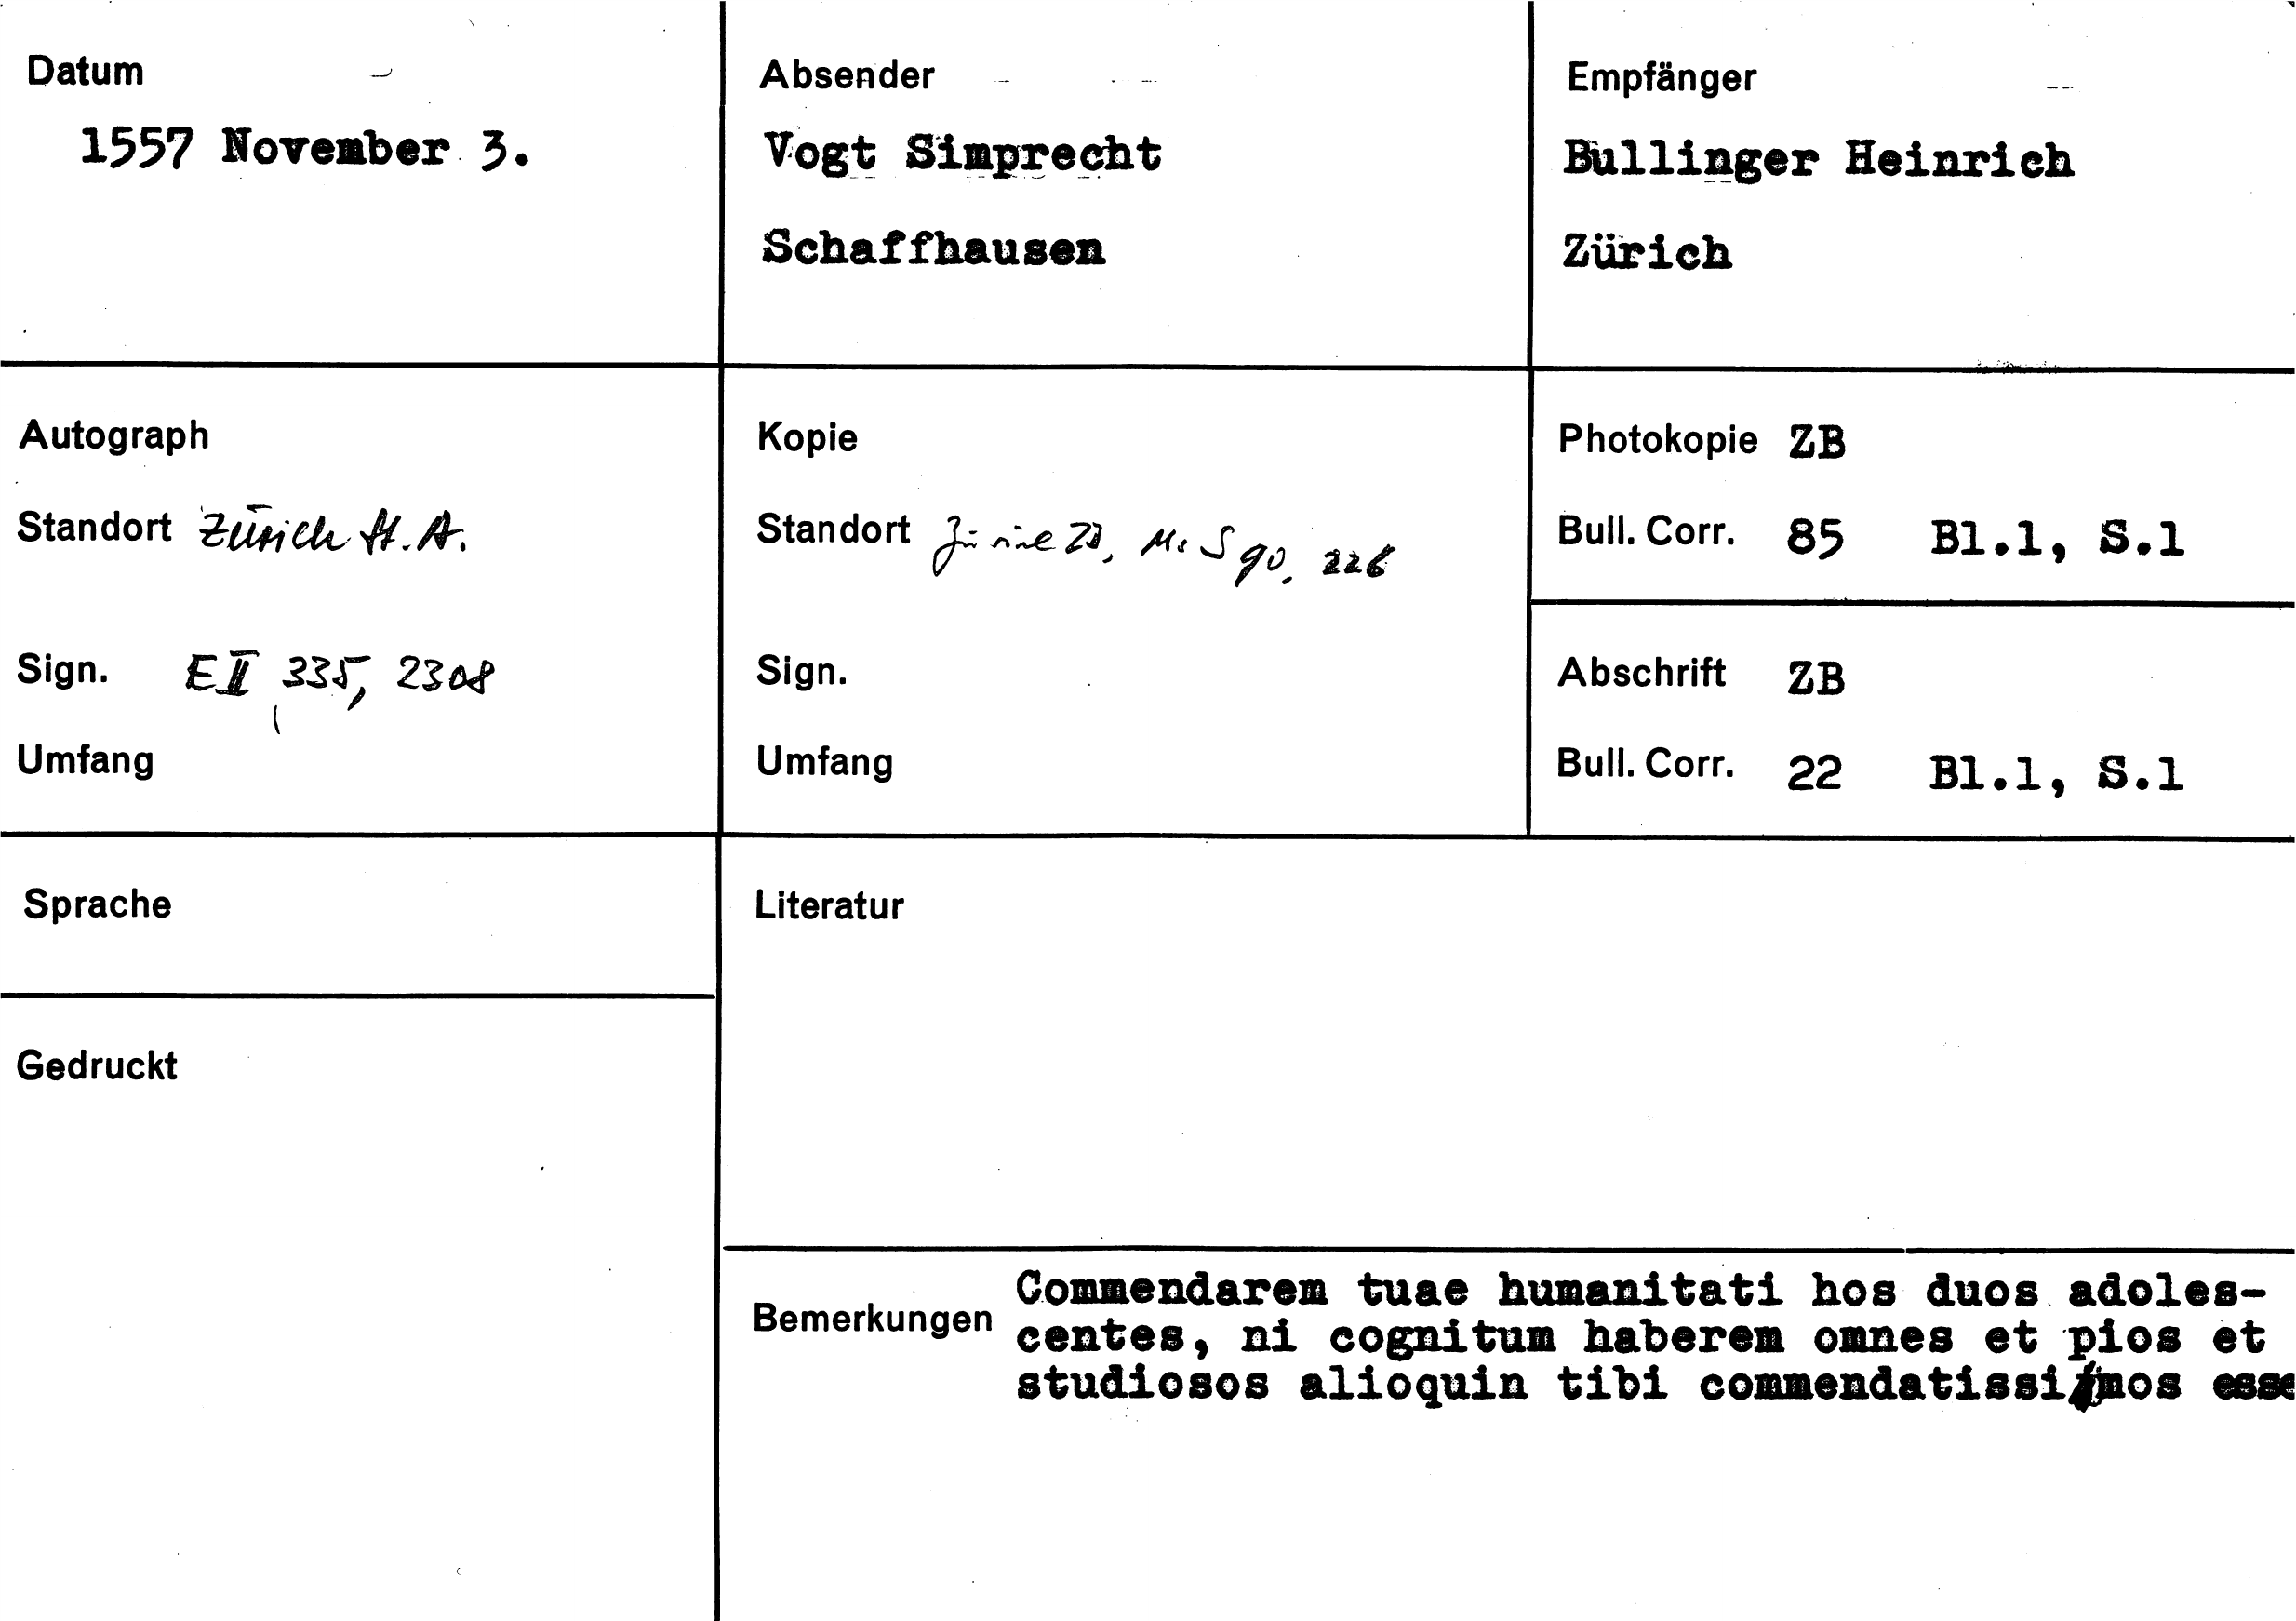 Datum
1557 November 3.
Absender
Vogt Simprecht
Schaffhausen
Empfänger
Bullinger Heinrich
Zürich
Autograph
Standort Zürich St. A.
Sign. E II 335, 2308
Umfang
Kopie
Standort Zürich ZB, Ms S 90, 226
Sign.
Umfang
Photokopie ZB
Bull. Corr. 85 Bl.1, S.1
Abschrift ZB
Bull. Corr. 22 Bl.1, S.1
Sprache
Gedruckt
Literatur
Bemerkungen
Commendarem tuae humanitati hos duos adoles-
centes, ni cognitum haberem omnes et pios et
studiosos alioquin tibi commendatissimos esse